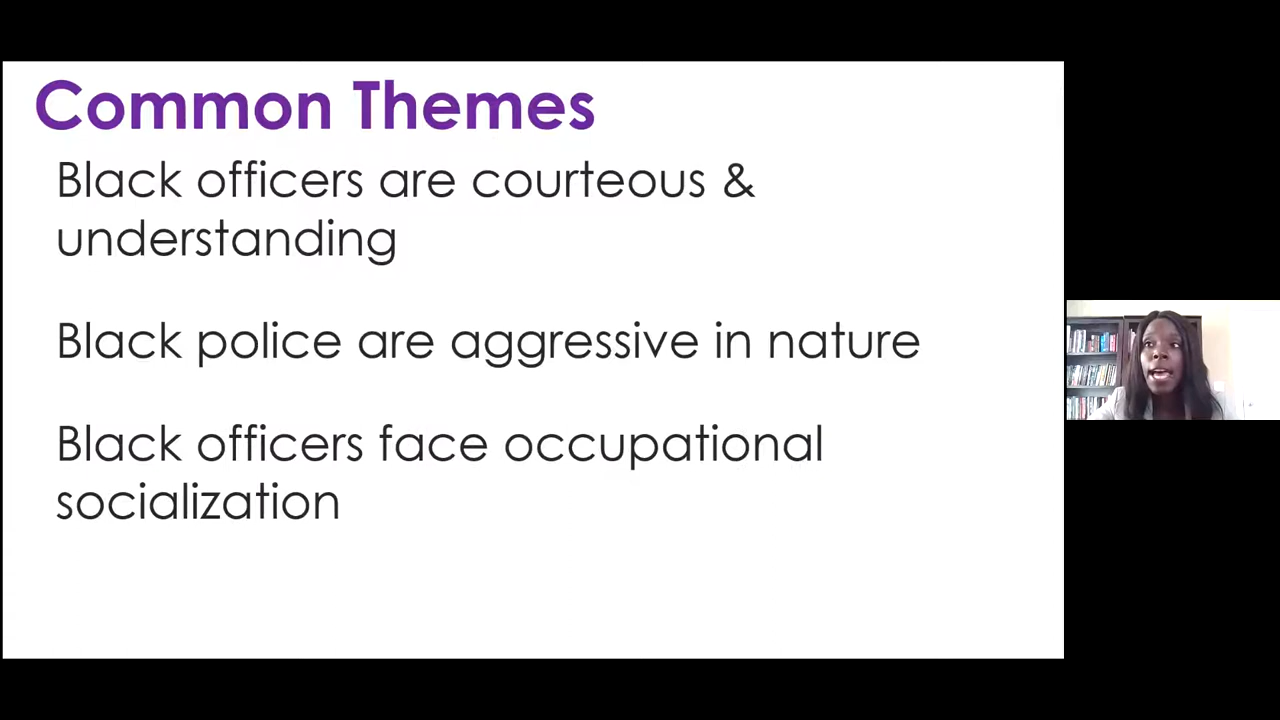 Common Themes
Black officers are courteous &
understanding
Black police are aggressive in nature
Black officers face occupational
socialization